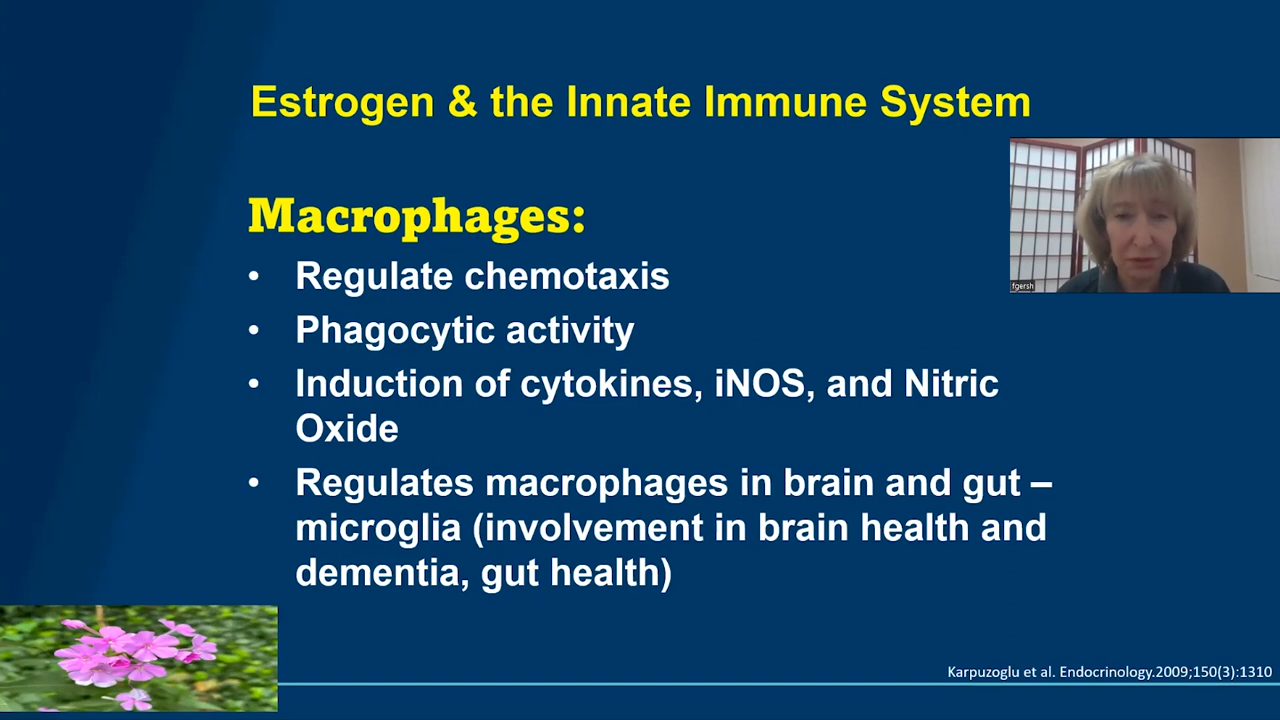 Estrogen & the Innate Immune System
Macrophages:
• Regulate chemotaxis
• Phagocytic activity
• Induction of cytokines, iNOS, and Nitric
Oxide
• Regulates macrophages in brain and gut –
microglia (involvement in brain health and
dementia, gut health)
fgersh
Karpuzoglu et al. Endocrinology.2009;150(3):1310